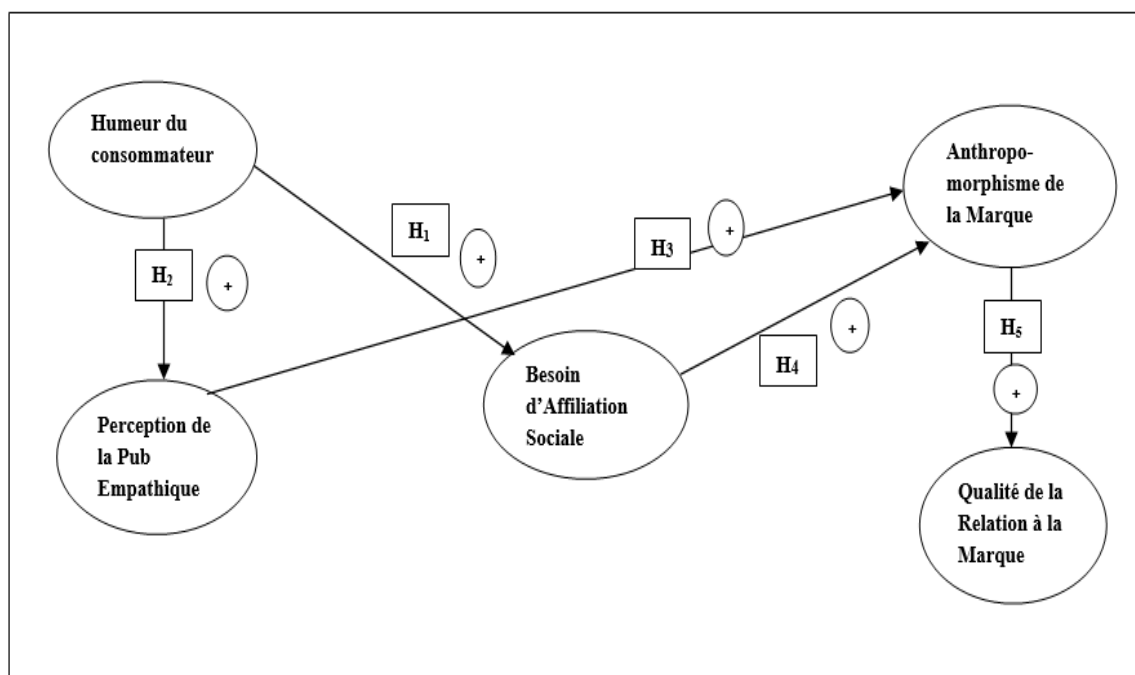 Humeur du
consommateur
Anthropo-
morphisme de
la Marque
H₁
+
H₃
+
H₂
+
H₄
+
H₅
+
Besoin
d'Affiliation
Sociale
Perception de
la Pub
Empathique
Qualité de la
Relation à la
Marque